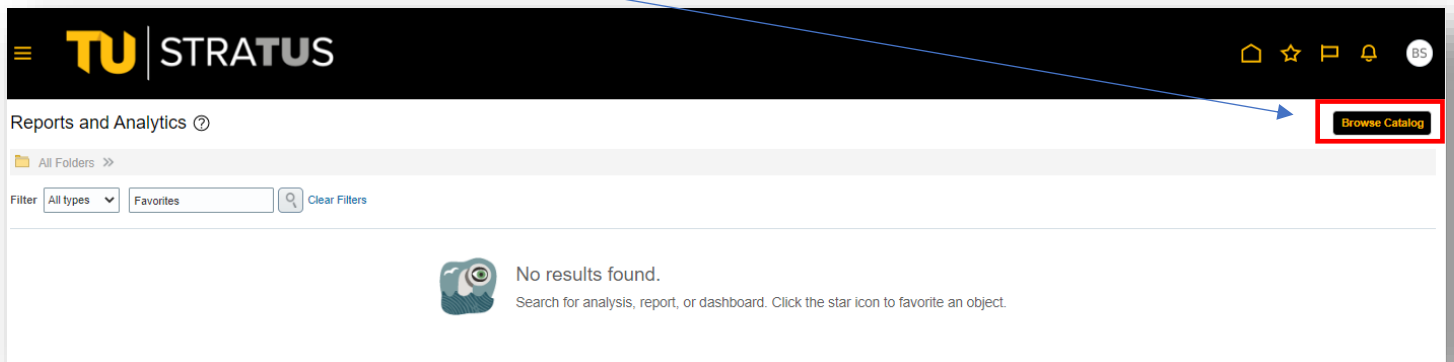 TU STRATUS
BS
Reports and Analytics
Browse Catalog
All Folders
Filter All types Favorites Clear Filters
No results found.
Search for analysis, report, or dashboard. Click the star icon to favorite an object.